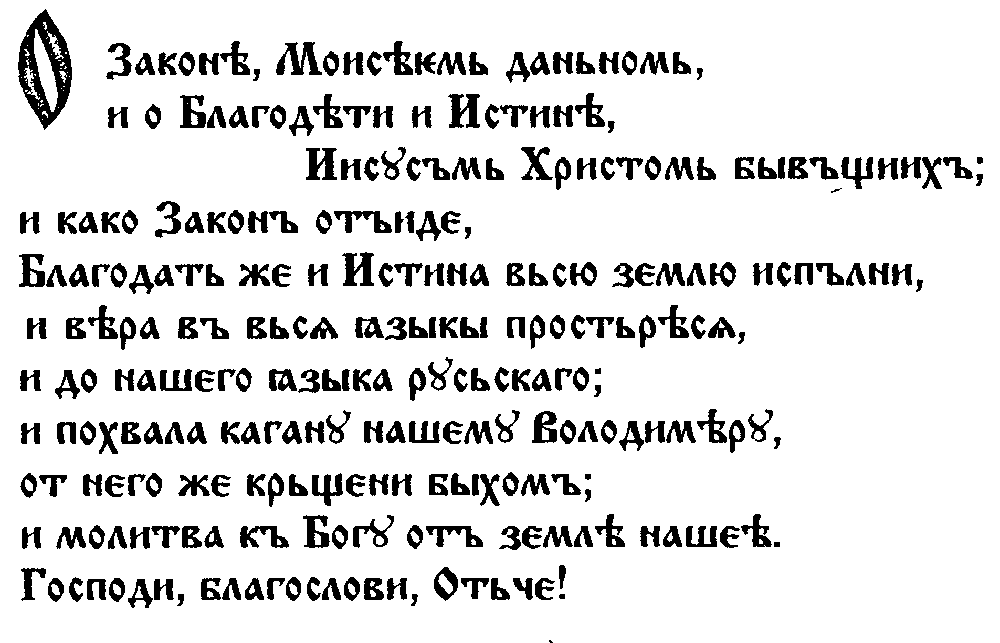 О Законѣ, Моисѣѥмь даньномь,
и о Благодѣти и Истинѣ,
Иисꙋсъмь Христомь бывъшиихъ;
и како Законъ отъиде,
Благодать же и Истина вьсю землю испълни,
и вѣра въ вьсѧ ꙗзыкы простьрѣсѧ,
и до нашего ꙗзыка рꙋсьскаго;
и похвала каганꙋ нашемꙋ Володимѣрꙋ,
от него же крьщени быхомъ;
и молитва къ Богꙋ отъ землѣ нашеѣ.
Господи, благослови, Отьче!